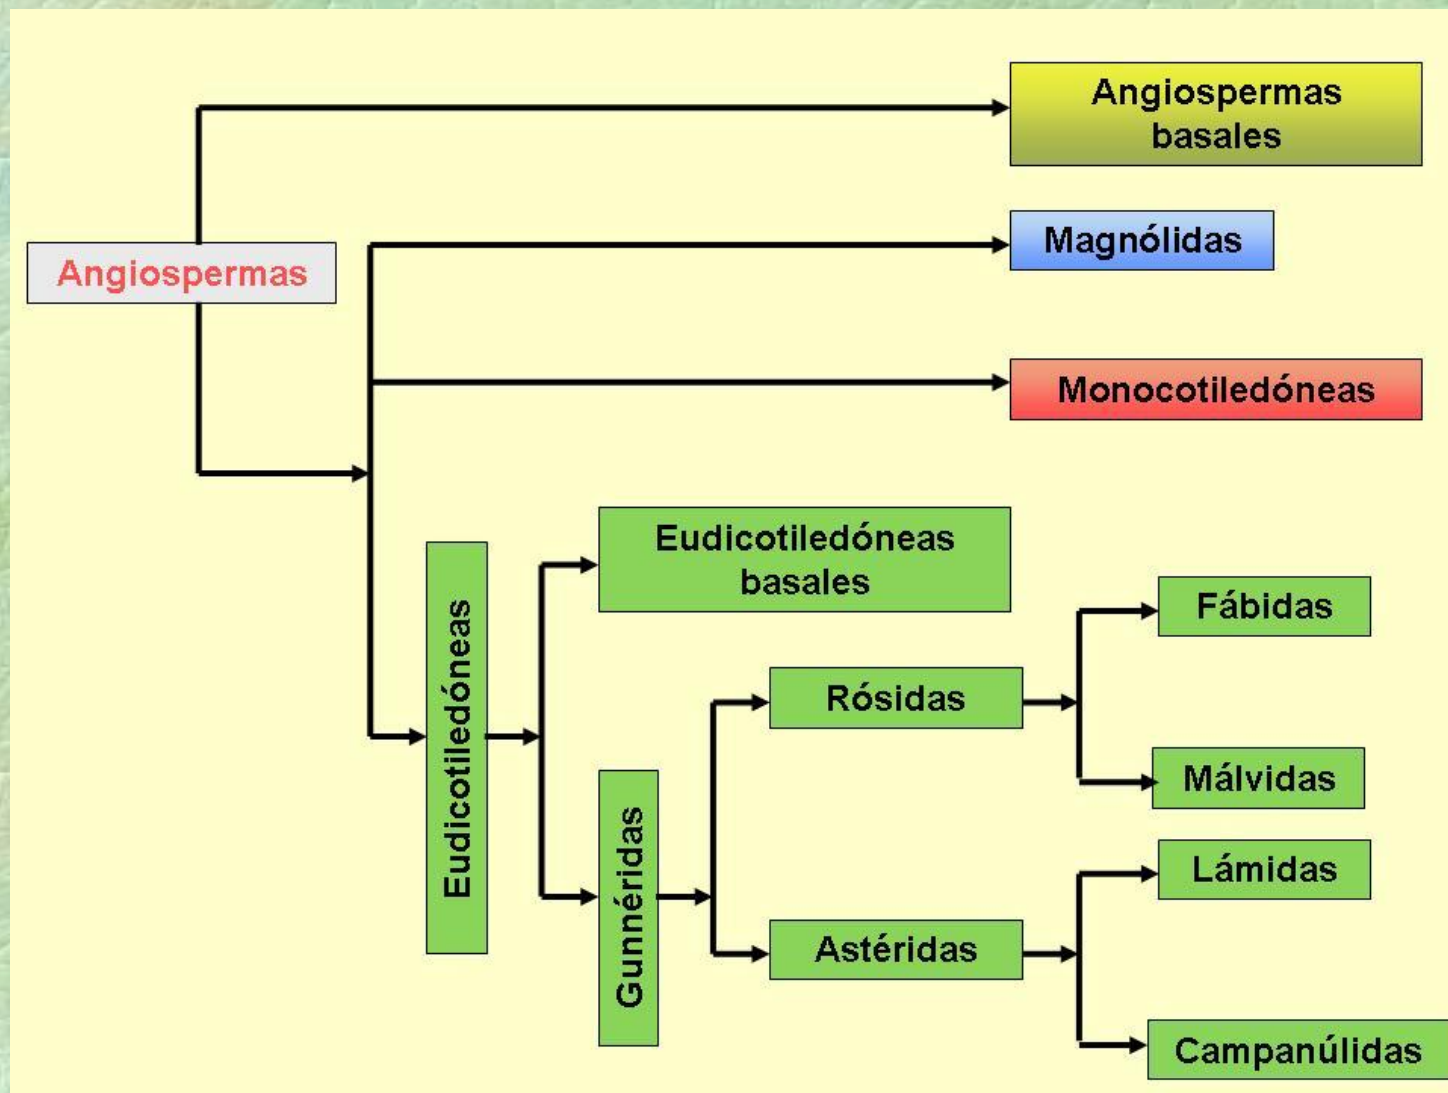 Angiospermas
basales
Magnólidas
Angiospermas
Monocotiledóneas
Eudicotiledóneas
Eudicotiledóneas
basales
Gunnéridas
Rósidas
Fábidas
Málvidas
Astéridas
Lámidas
Campanúlidas